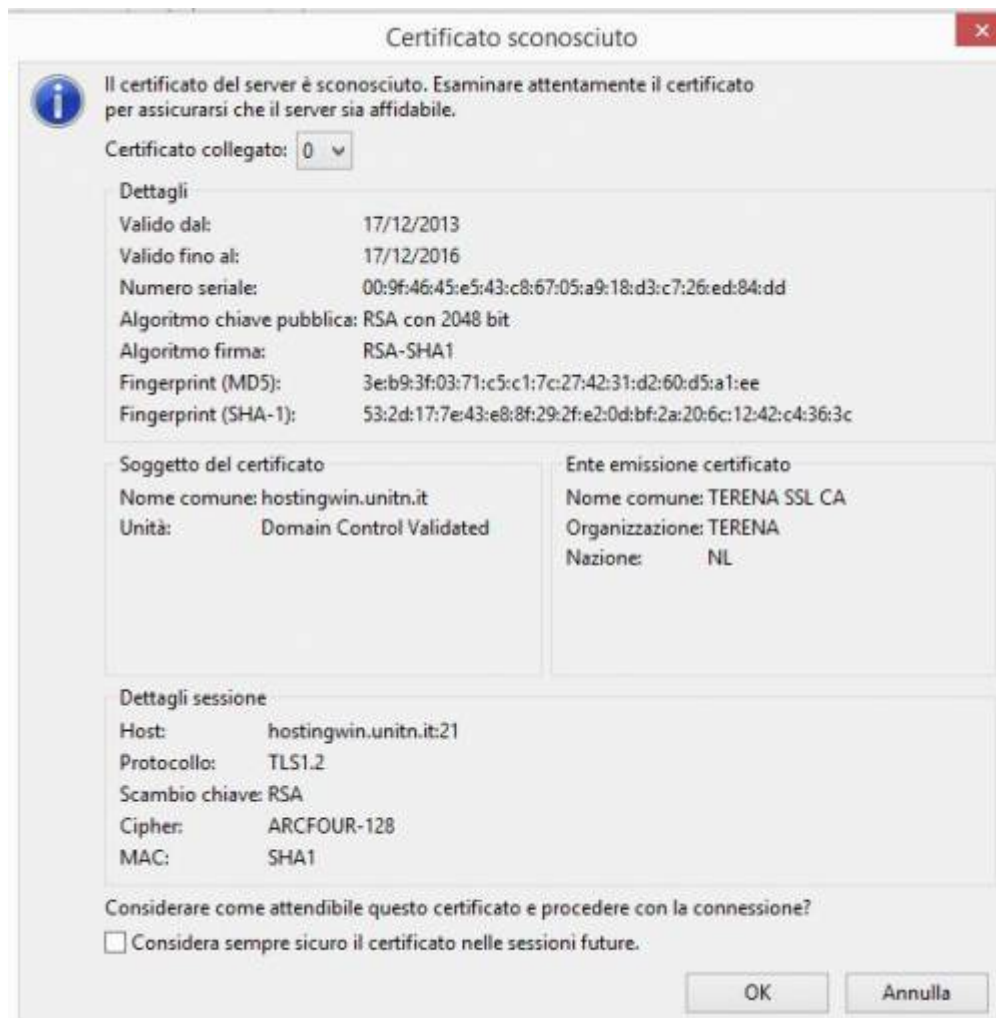 Certificato sconosciuto
Il certificato del server è sconosciuto. Esaminare attentamente il certificato
per assicurarsi che il server sia affidabile.
Certificato collegato: 0
Dettagli
Valido dal: 17/12/2013
Valido fino al: 17/12/2016
Numero seriale: 00:9f:46:45:e5:43:c8:67:05:a9:18:d3:c7:26:ed:84:dd
Algoritmo chiave pubblica: RSA con 2048 bit
Algoritmo firma: RSA-SHA1
Fingerprint (MD5): 3e:b9:3f:03:71:c5:c1:7c:27:42:31:d2:60:d5:a1:ee
Fingerprint (SHA-1): 53:2d:17:7e:43:e8:8f:29:2f:e2:0d:bf:2a:20:6c:12:42:c4:36:3c
Soggetto del certificato
Nome comune: hostingwin.unitn.it
Unità: Domain Control Validated
Ente emissione certificato
Nome comune: TERENA SSL CA
Organizzazione: TERENA
Nazione: NL
Dettagli sessione
Host: hostingwin.unitn.it:21
Protocollo: TLS1.2
Scambio chiave: RSA
Cipher: ARCFOUR-128
MAC: SHA1
Considerare come attendibile questo certificato e procedere con la connessione?
Considera sempre sicuro il certificato nelle sessioni future.
OK Annulla